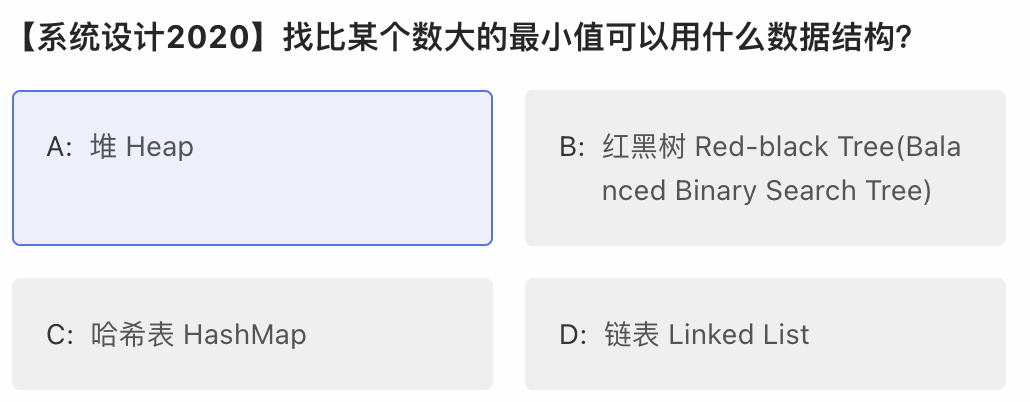 【系统设计2020】找比某个数大的最小值可以用什么数据结构?
A: 堆 Heap
B: 红黑树 Red-black Tree(Bala
nced Binary Search Tree)
C: 哈希表 HashMap
D: 链表 Linked List